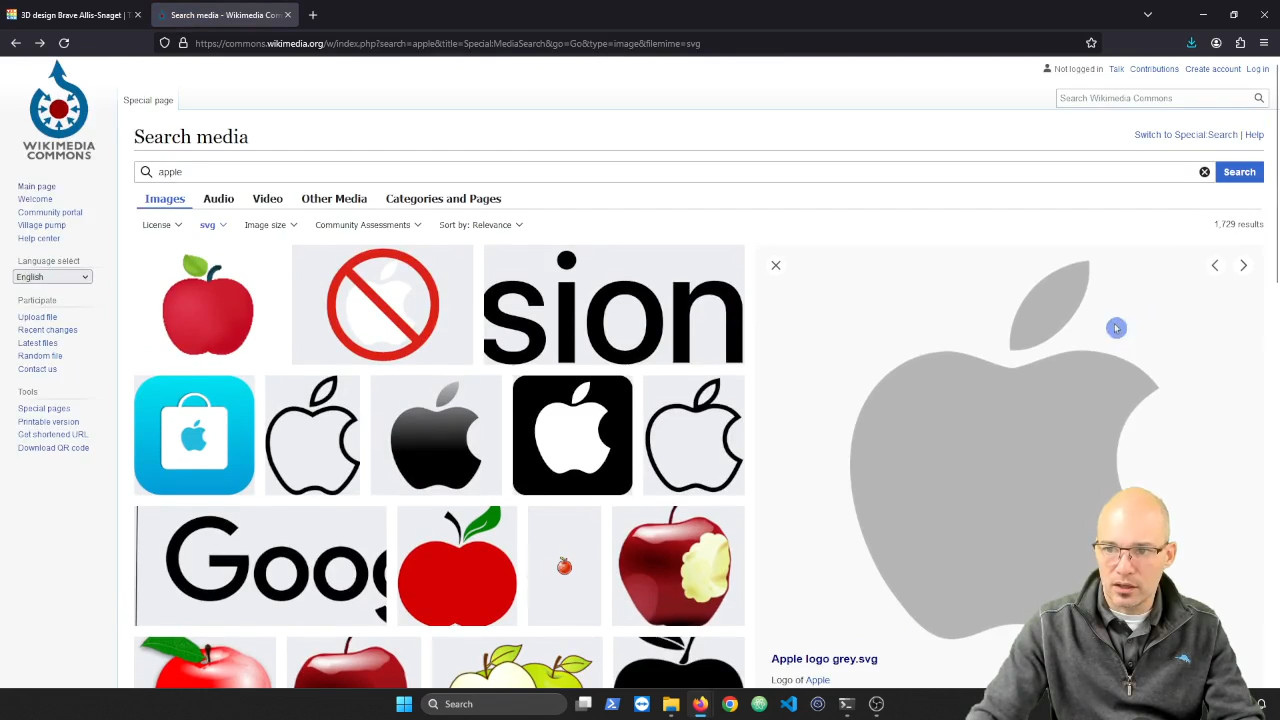 3D design Brave Allis-Snaget | T
Search media - Wikimedia Com
https://commons.wikimedia.org/w/index.php?search=apple&title=Special:MediaSearch&go=Go&type=image&filemime=svg
Not logged in Talk Contributions Create account Log in
WIKIMEDIA
COMMONS
Special page
Search Wikimedia Commons
Search media
Switch to Special:Search | Help
apple
Search
Images Audio Video Other Media Categories and Pages
License svg Image size Community Assessments Sort by: Relevance
1,729 results
Main page
Welcome
Community portal
Village pump
Help center
Language select
English
Participate
Upload file
Recent changes
Latest files
Random file
Contact us
Tools
Special pages
Printable version
Get shortened URL
Download QR code
sion
Goog
Apple logo grey.svg
Logo of Apple
Search